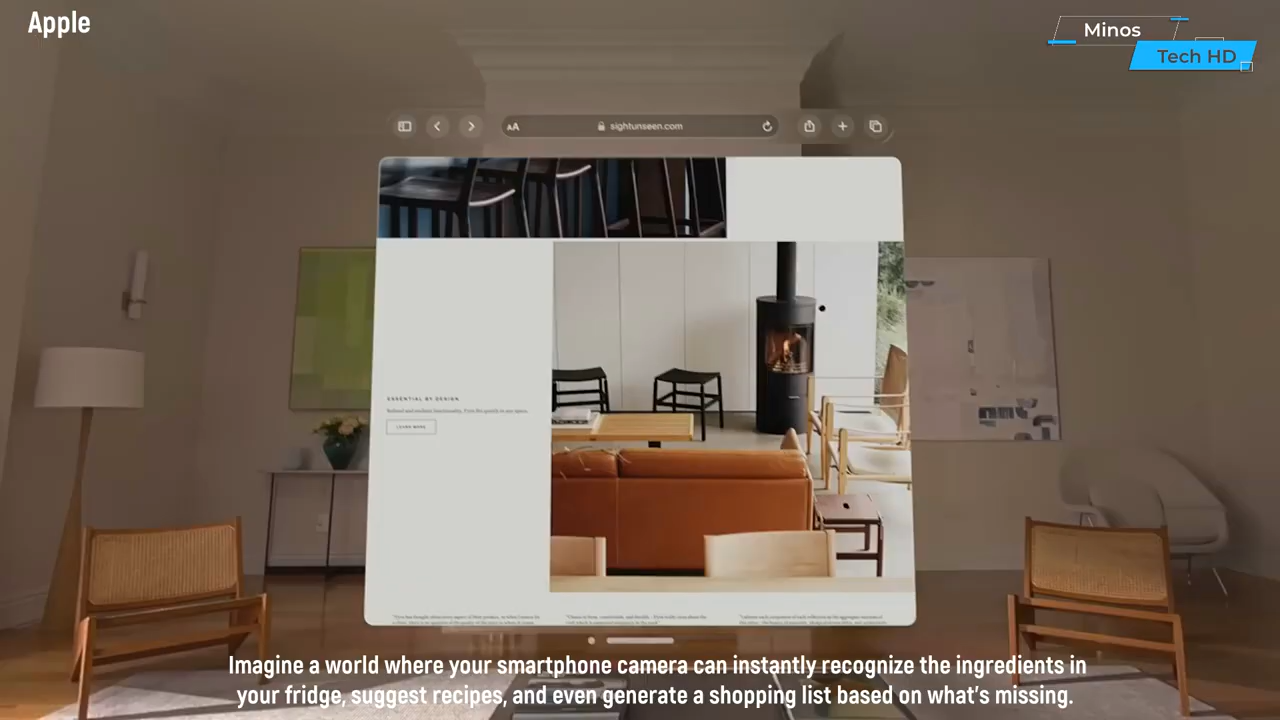 Apple
Minos
Tech HD
AA
sightunseen.com
ESSENTIAL BY DESIGN
LEARN MORE
Imagine a world where your smartphone camera can instantly recognize the ingredients in
your fridge, suggest recipes, and even generate a shopping list based on what's missing.